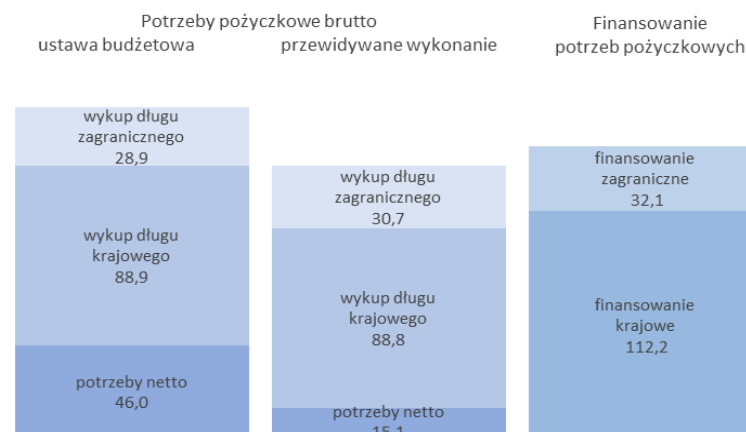 Potrzeby pożyczkowe brutto
ustawa budżetowa
przewidywane wykonanie
Finansowanie
potrzeb pożyczkowych
wykup długu
zagranicznego
28,9
wykup długu
krajowego
88,9
potrzeby netto
46,0
wykup długu
zagranicznego
30,7
wykup długu
krajowego
88,8
potrzeby netto
15,1
finansowanie
zagraniczne
32,1
finansowanie
krajowe
112,2